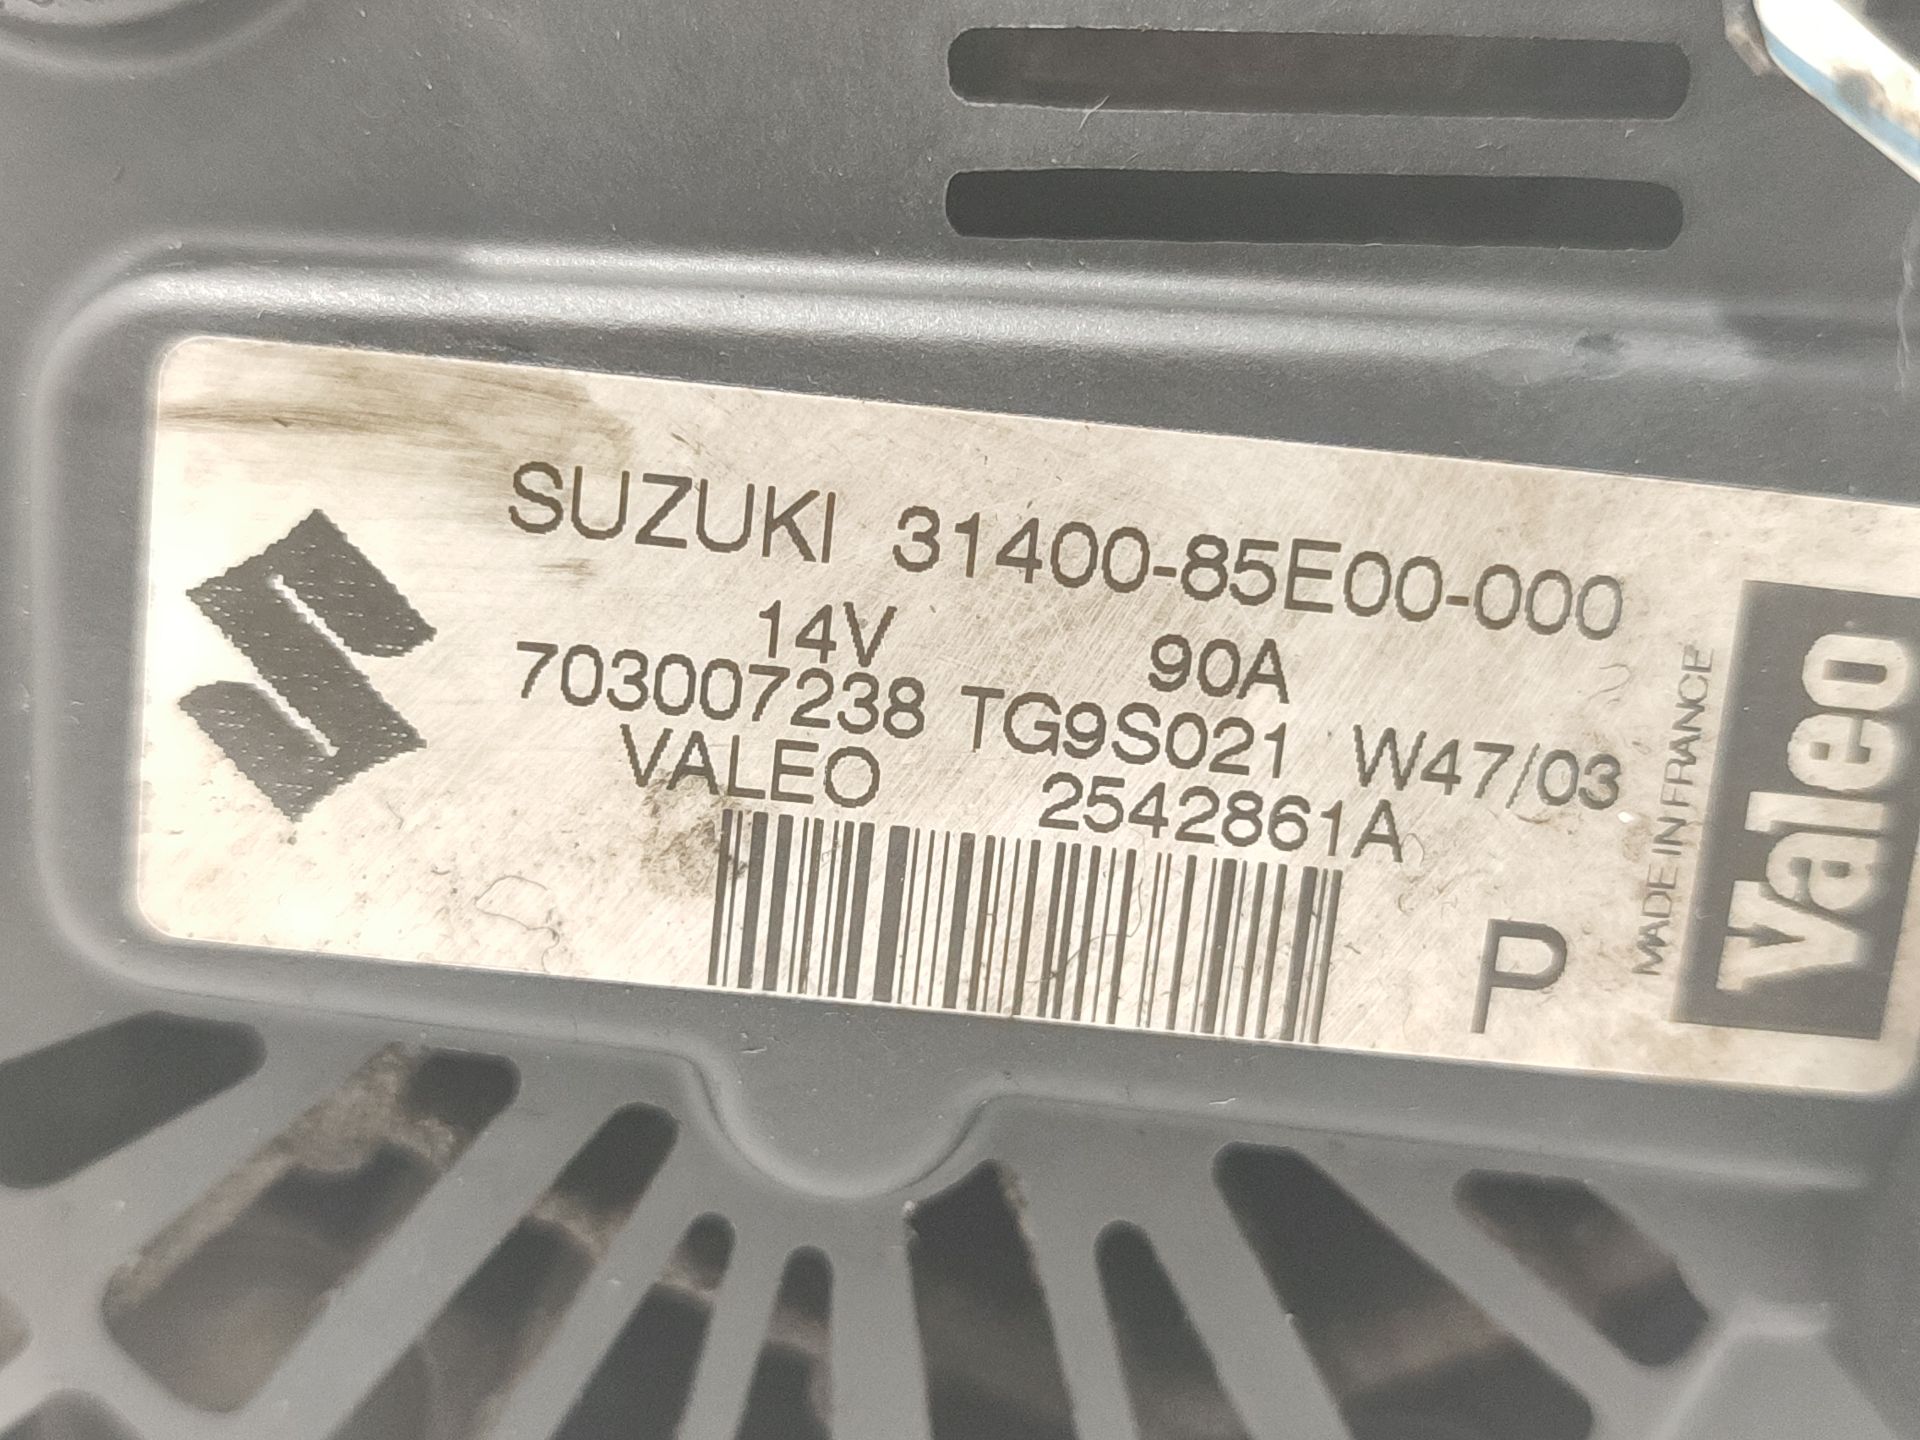 SUZUKI 31400-85E00-000
14V 90A
703007238 TG9S021 W47/03
VALEO 2542861A
P
MADE IN FRANCE
Valeo